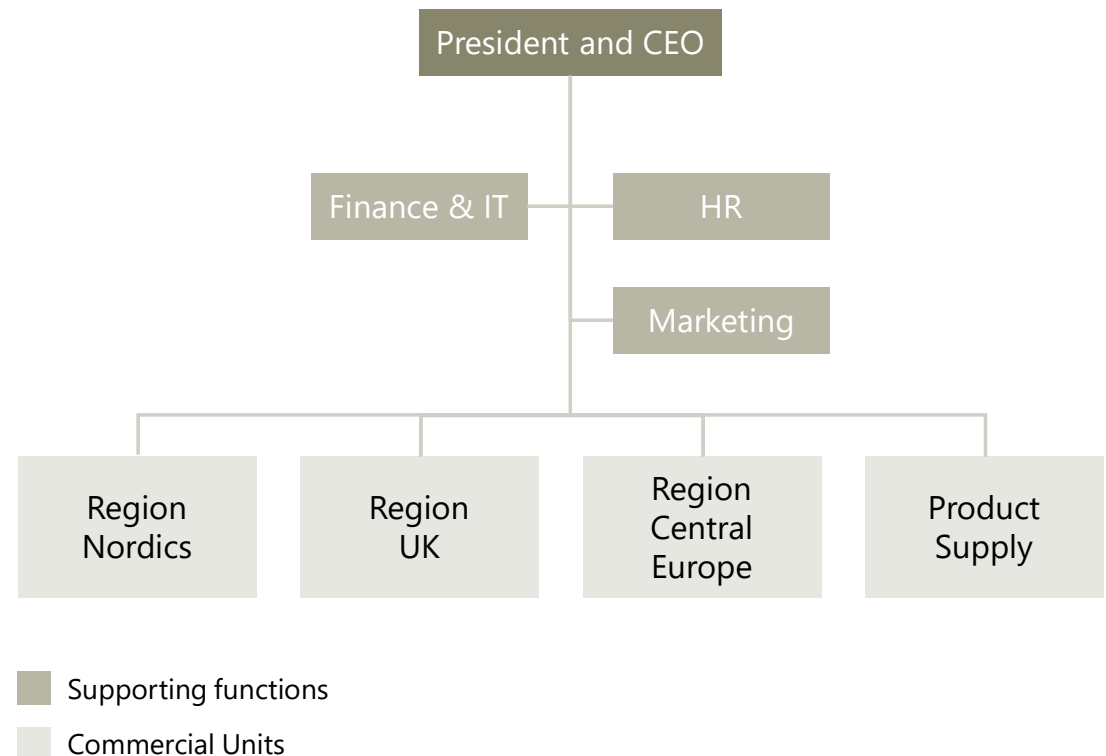 President and CEO
Finance & IT
HR
Marketing
Region
Nordics
Region
UK
Region
Central
Europe
Product
Supply
Supporting functions
Commercial Units